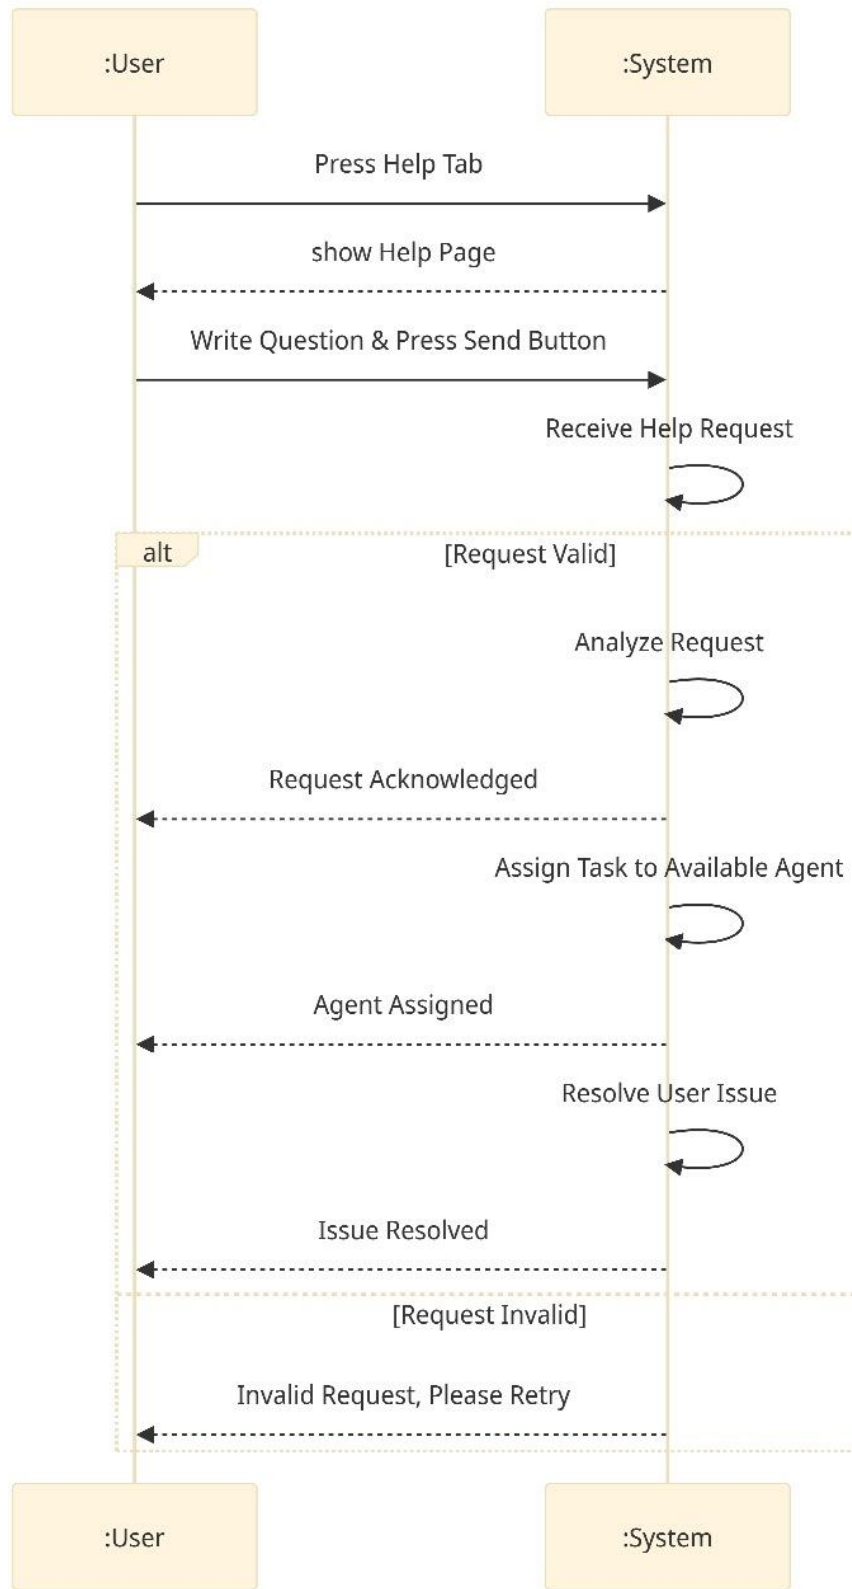 :User
:System
Press Help Tab
show Help Page
Write Question & Press Send Button
Receive Help Request
alt
[Request Valid]
Analyze Request
Request Acknowledged
Assign Task to Available Agent
Agent Assigned
Resolve User Issue
Issue Resolved
[Request Invalid]
Invalid Request, Please Retry
:User
:System